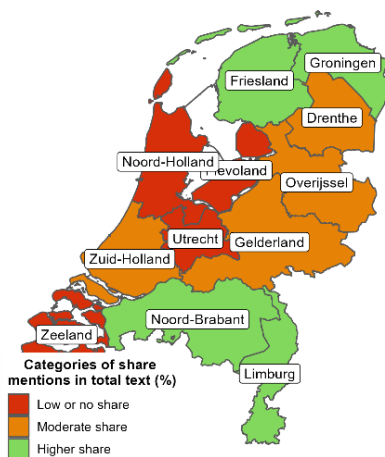 Groningen
Friesland
Drenthe
Noord-Holland
Flevoland
Overijssel
Utrecht
Gelderland
Zuid-Holland
Noord-Brabant
Zeeland
Limburg
Categories of share
mentions in total text (%)
Low or no share
Moderate share
Higher share